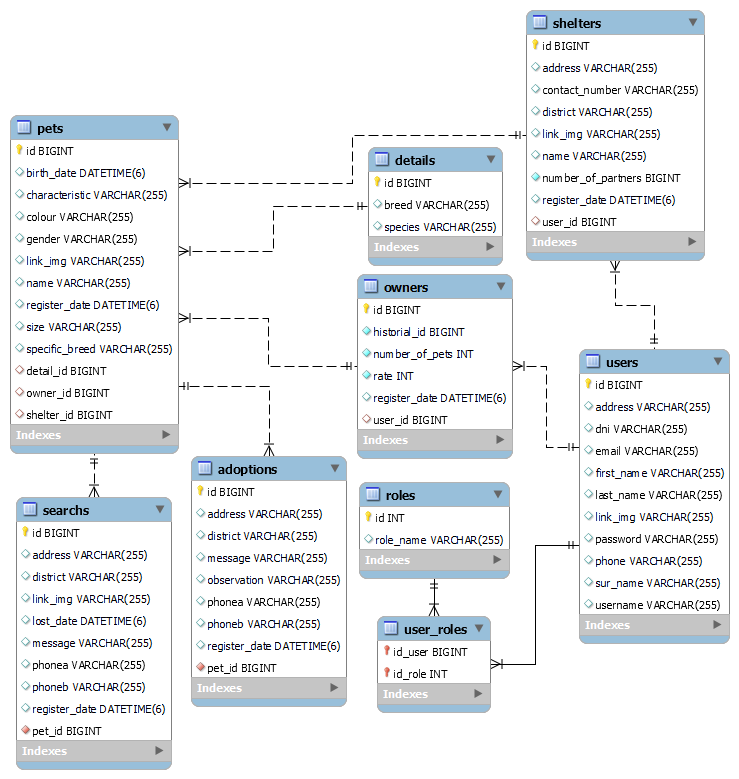 shelters
id BIGINT
address VARCHAR(255)
contact_number VARCHAR(255)
district VARCHAR(255)
link_img VARCHAR(255)
name VARCHAR(255)
number_of_partners BIGINT
register_date DATETIME(6)
user_id BIGINT
Indexes
pets
id BIGINT
birth_date DATETIME(6)
characteristic VARCHAR(255)
colour VARCHAR(255)
gender VARCHAR(255)
link_img VARCHAR(255)
name VARCHAR(255)
register_date DATETIME(6)
size VARCHAR(255)
specific_breed VARCHAR(255)
detail_id BIGINT
owner_id BIGINT
shelter_id BIGINT
Indexes
details
id BIGINT
breed VARCHAR(255)
species VARCHAR(255)
Indexes
owners
id BIGINT
historial_id BIGINT
number_of_pets INT
rate INT
register_date DATETIME(6)
user_id BIGINT
Indexes
users
id BIGINT
address VARCHAR(255)
dni VARCHAR(255)
email VARCHAR(255)
first_name VARCHAR(255)
last_name VARCHAR(255)
link_img VARCHAR(255)
password VARCHAR(255)
phone VARCHAR(255)
sur_name VARCHAR(255)
username VARCHAR(255)
Indexes
adoptions
id BIGINT
address VARCHAR(255)
district VARCHAR(255)
message VARCHAR(255)
observation VARCHAR(255)
phonea VARCHAR(255)
phoneb VARCHAR(255)
register_date DATETIME(6)
pet_id BIGINT
Indexes
roles
id INT
role_name VARCHAR(255)
Indexes
searchs
id BIGINT
address VARCHAR(255)
district VARCHAR(255)
link_img VARCHAR(255)
lost_date DATETIME(6)
message VARCHAR(255)
phonea VARCHAR(255)
phoneb VARCHAR(255)
register_date DATETIME(6)
pet_id BIGINT
Indexes
user_roles
id_user BIGINT
id_role INT
Indexes